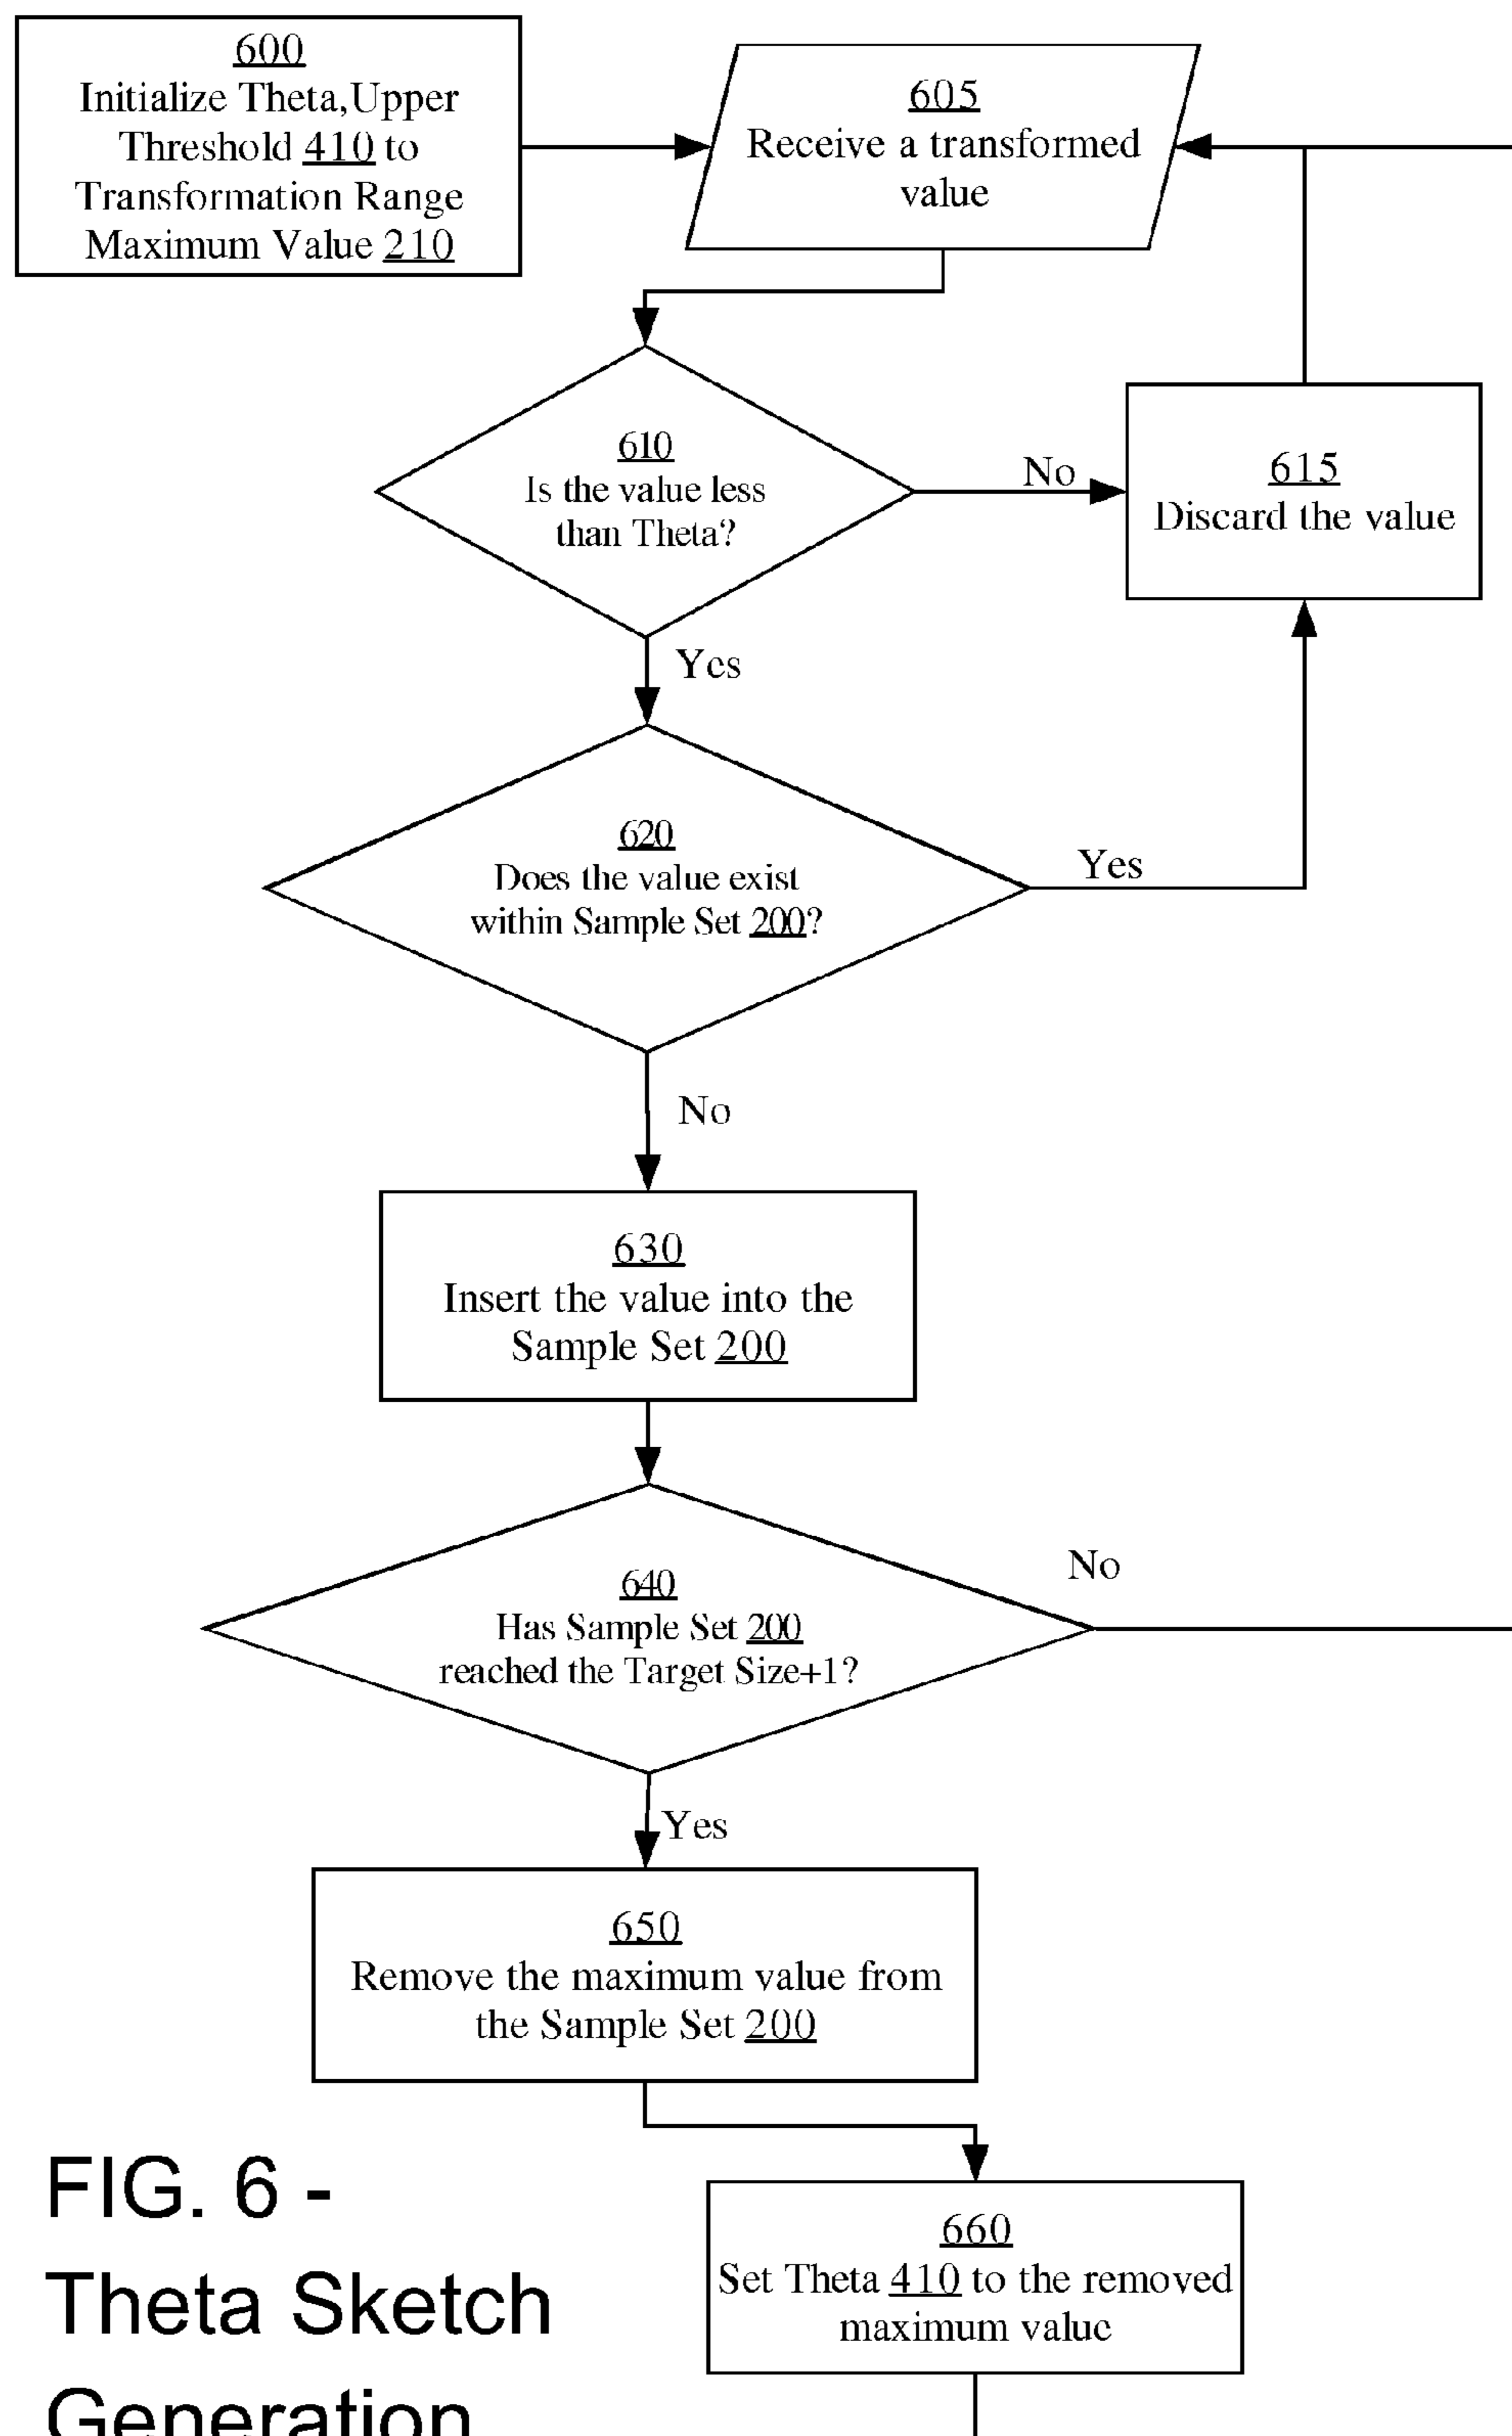 600
Initialize Theta,Upper
Threshold 410 to
Transformation Range
Maximum Value 210
605
Receive a transformed
value
610
Is the value less
than Theta?
No
615
Discard the value
Yes
620
Does the value exist
within Sample Set 200?
Yes
No
630
Insert the value into the
Sample Set 200
640
Has Sample Set 200
reached the Target Size+1?
No
Yes
650
Remove the maximum value from
the Sample Set 200
660
Set Theta 410 to the removed
maximum value
FIG. 6 -
Theta Sketch
Generation